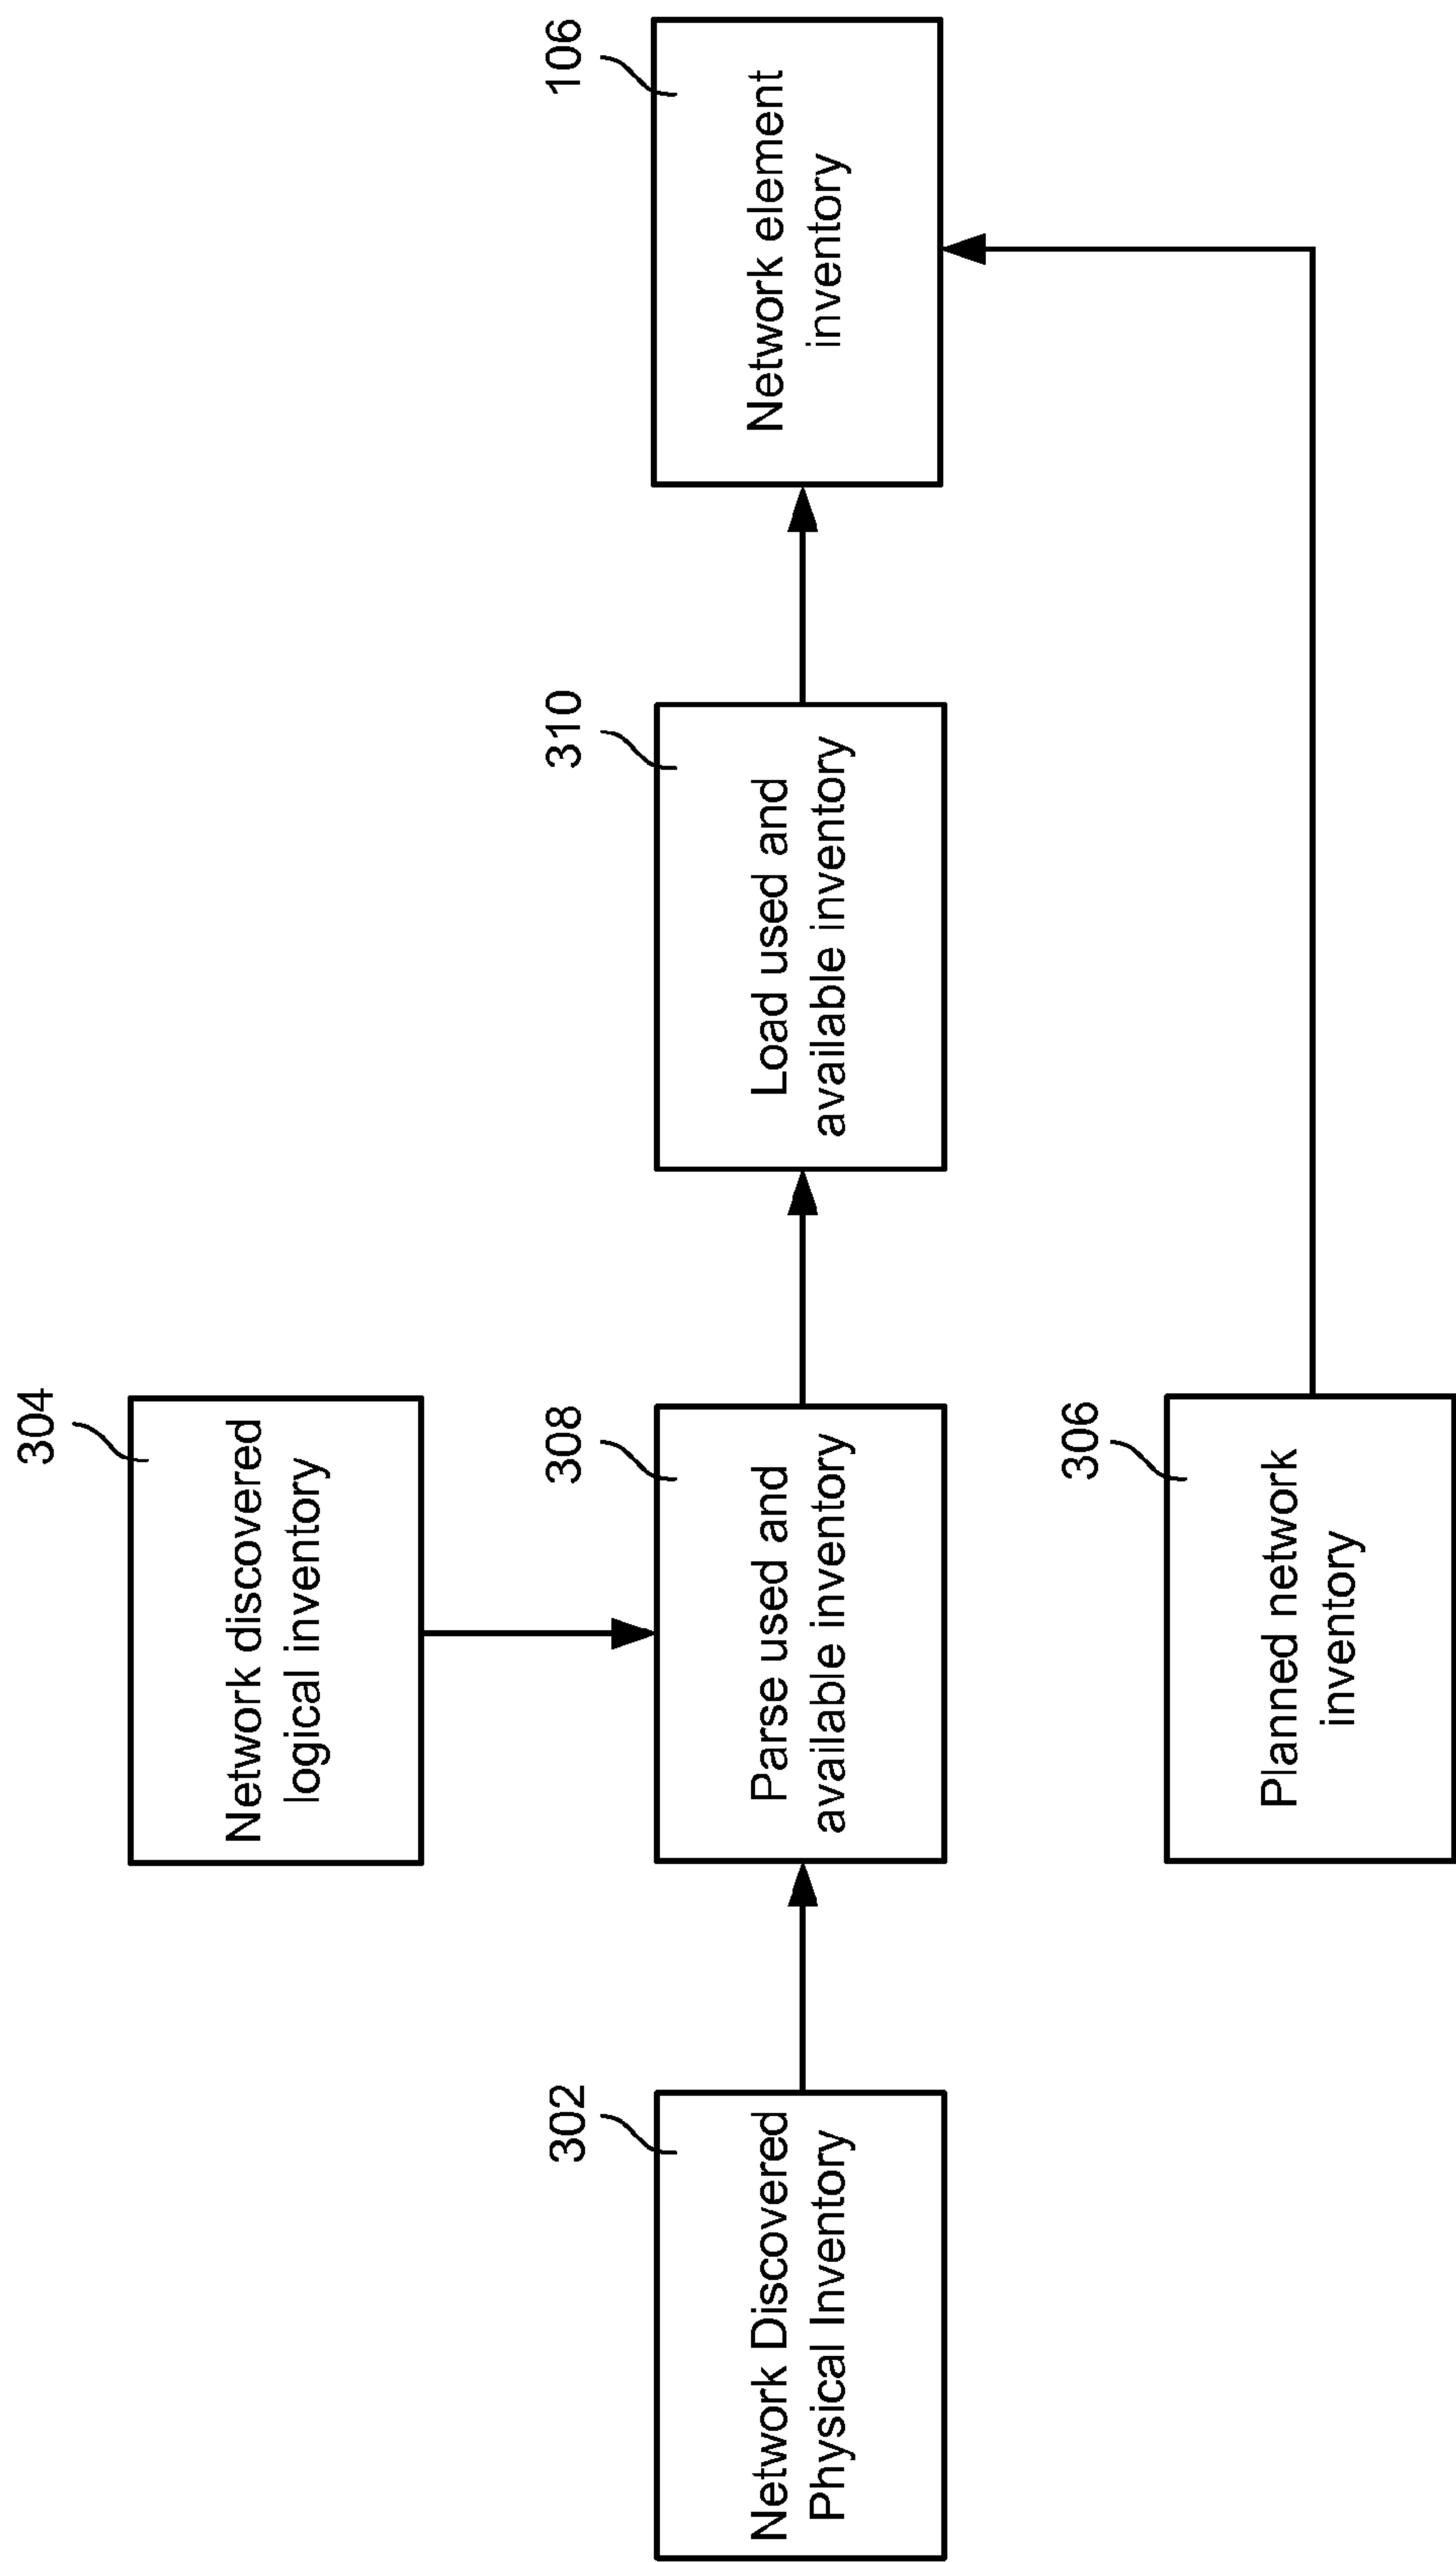 304
Network discovered
logical inventory
302
Network Discovered
Physical Inventory
308
Parse used and
available inventory
310
Load used and
available inventory
106
Network element
inventory
306
Planned network
inventory